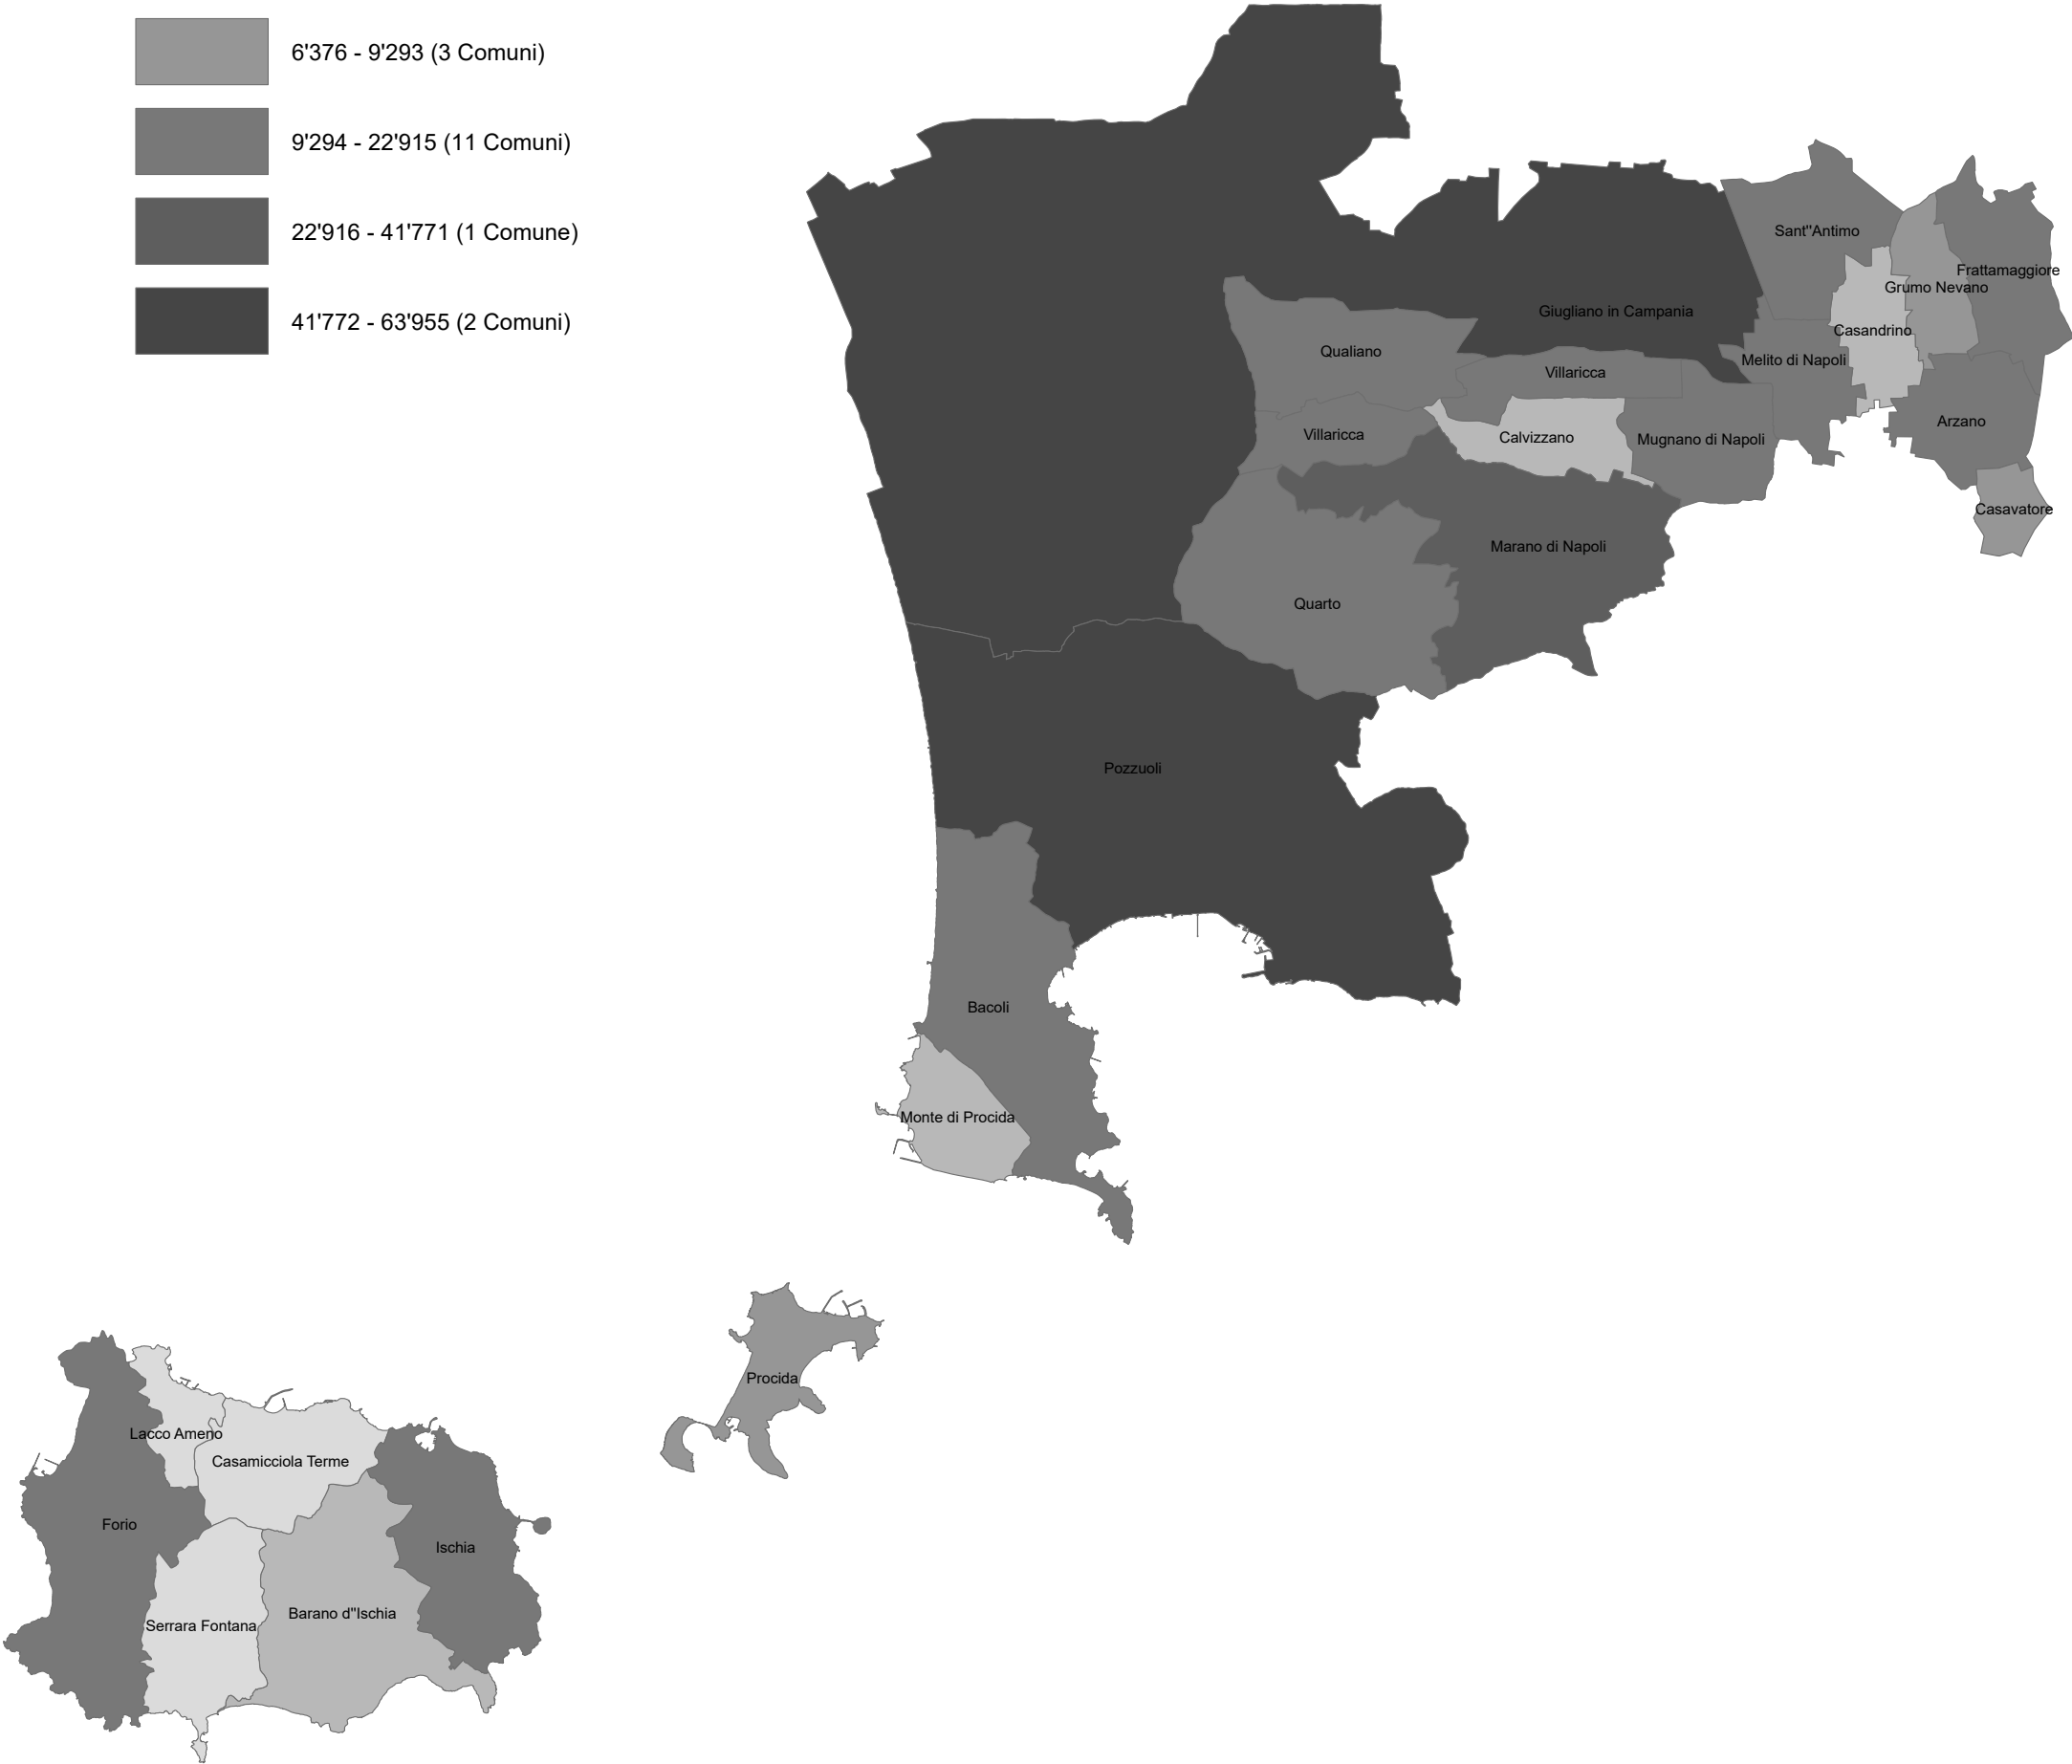 6'376 - 9'293 (3 Comuni)
9'294 - 22'915 (11 Comuni)
22'916 - 41'771 (1 Comune)
41'772 - 63'955 (2 Comuni)
Sant"Antimo
Frattamaggiore
Grumo Nevano
Giugliano in Campania
Casandrino
Qualiano
Melito di Napoli
Villaricca
Arzano
Villaricca
Calvizzano
Mugnano di Napoli
Casavatore
Marano di Napoli
Quarto
Pozzuoli
Bacoli
Monte di Procida
Procida
Lacco Ameno
Casamicciola Terme
Forio
Ischia
Barano d"Ischia
Serrara Fontana